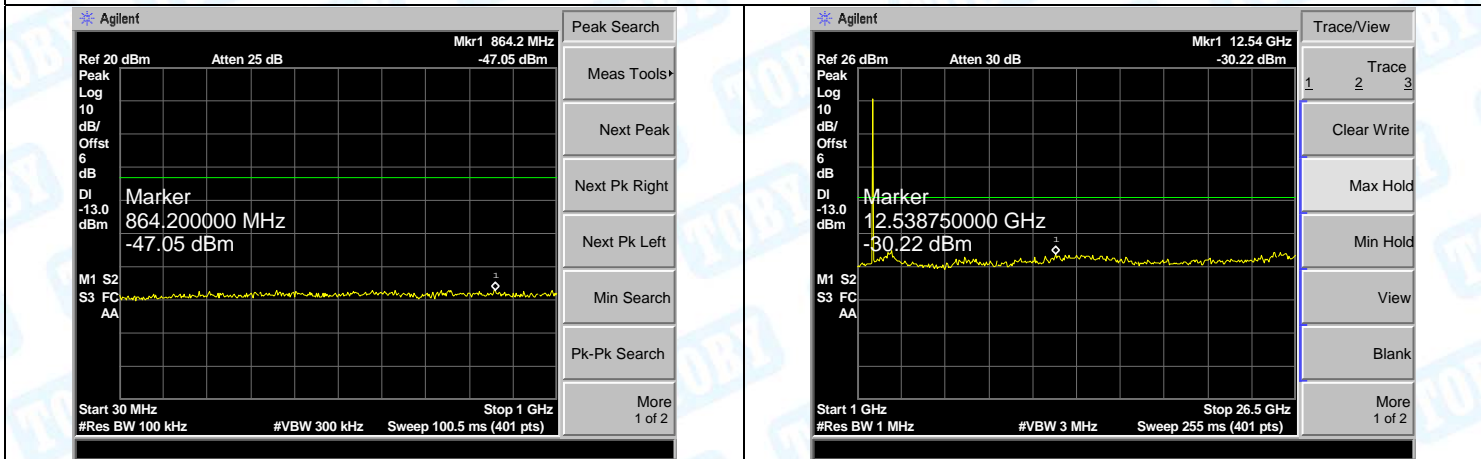 Agilent
Peak Search
Mkr1 864.2 MHz
Ref 20 dBm Atten 25 dB -47.05 dBm
Peak
Log
10
dB/
Offst
6
dB
DI
-13.0
dBm
Marker
864.200000 MHz
-47.05 dBm
1
M1 S2
S3 FC
AA
Start 30 MHz Stop 1 GHz
#Res BW 100 kHz #VBW 300 kHz Sweep 100.5 ms (401 pts)
Meas Tools
Next Peak
Next Pk Right
Next Pk Left
Min Search
Pk-Pk Search
More
1 of 2
Agilent
Trace/View
Mkr1 12.54 GHz
Ref 26 dBm Atten 30 dB -30.22 dBm
Peak
Log
10
dB/
Offst
6
dB
DI
-13.0
dBm
Marker
12.538750000 GHz
-30.22 dBm
1
M1 S2
S3 FC
AA
Start 1 GHz Stop 26.5 GHz
#Res BW 1 MHz #VBW 3 MHz Sweep 255 ms (401 pts)
Trace
1 2 3
Clear Write
Max Hold
Min Hold
View
Blank
More
1 of 2
TOBY